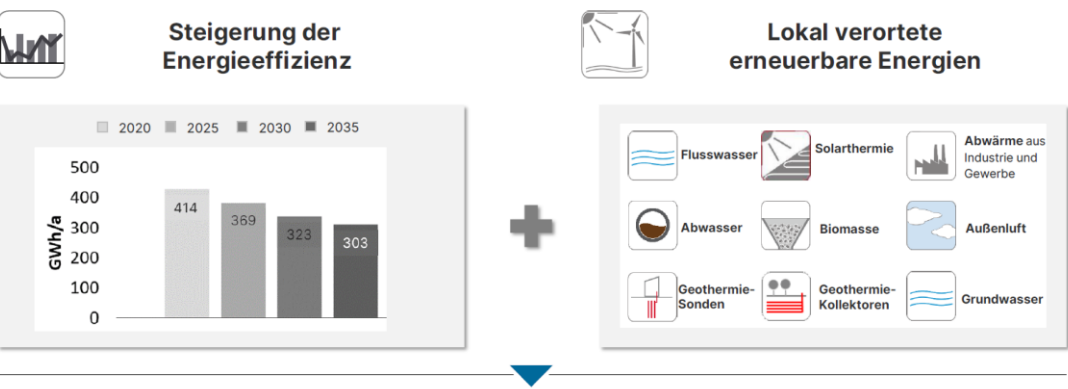 Steigerung der
Energieeffizienz
2020 2025 2030 2035
500
400
300
200
100
0
GWh/a
414
369
323
303
Lokal verortete
erneuerbare Energien
Flusswasser
Solarthermie
Abwärme aus
Industrie und
Gewerbe
Abwasser
Biomasse
Außenluft
Geothermie-
Sonden
Geothermie-
Kollektoren
Grundwasser